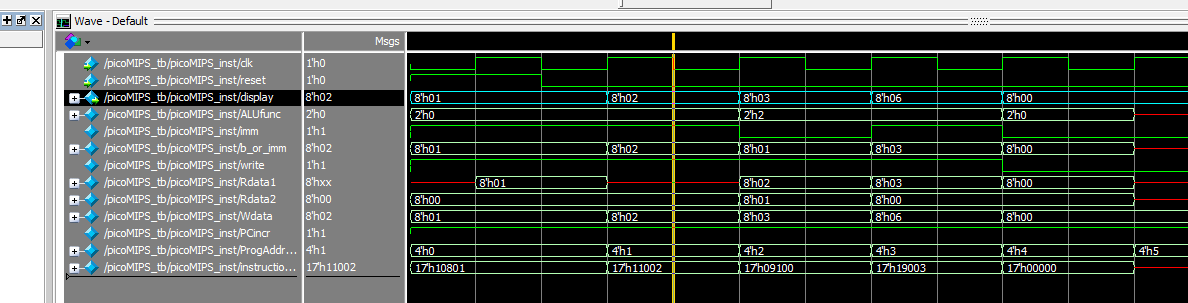 Wave - Default
Msgs
/picoMIPS_tb/picoMIPS_inst/clk 1'h0
/picoMIPS_tb/picoMIPS_inst/reset 1'h0
/picoMIPS_tb/picoMIPS_inst/display 8'h02 8'h01 8'h02 8'h03 8'h06 8'h00
/picoMIPS_tb/picoMIPS_inst/ALUfunc 2'h0 2'h0 2'h2 2'h0
/picoMIPS_tb/picoMIPS_inst/imm 1'h1
/picoMIPS_tb/picoMIPS_inst/b_or_imm 8'h02 8'h01 8'h02 8'h01 8'h03 8'h00
/picoMIPS_tb/picoMIPS_inst/write 1'h1
/picoMIPS_tb/picoMIPS_inst/Rdata1 8'hxx 8'h01 8'h02 8'h03 8'h00
/picoMIPS_tb/picoMIPS_inst/Rdata2 8'h00 8'h00 8'h01 8'h00
/picoMIPS_tb/picoMIPS_inst/Wdata 8'h02 8'h01 8'h02 8'h03 8'h06 8'h00
/picoMIPS_tb/picoMIPS_inst/PCincr 1'h1
/picoMIPS_tb/picoMIPS_inst/ProgAddr... 4'h1 4'h0 4'h1 4'h2 4'h3 4'h4 4'h5
/picoMIPS_tb/picoMIPS_inst/instructio... 17'h11002 17'h10801 17'h11002 17'h09100 17'h19003 17'h00000